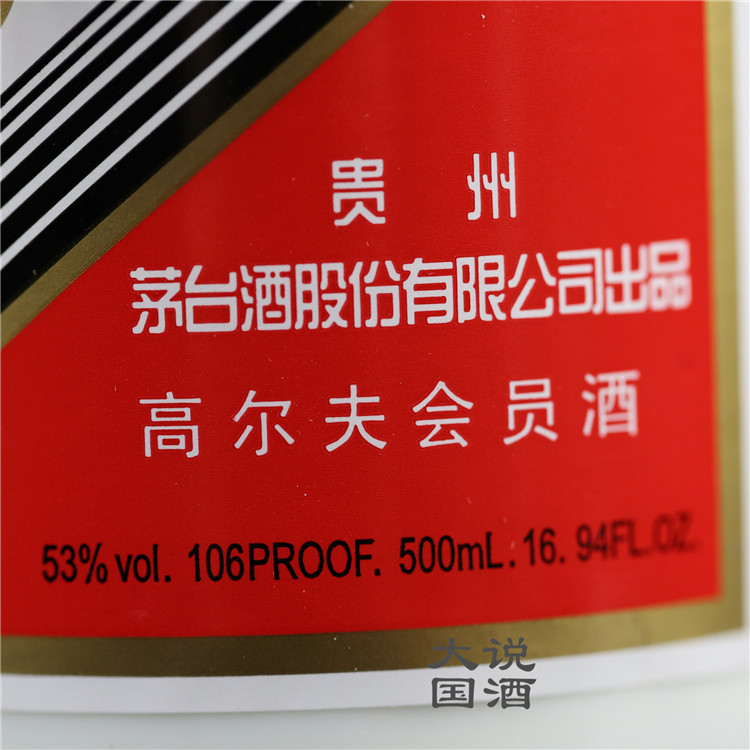 贵州
茅台酒股份有限公司出品
高尔夫会员酒
53%vol. 106PROOF. 500mL. 16. 94FL.OZ.
大说
国酒